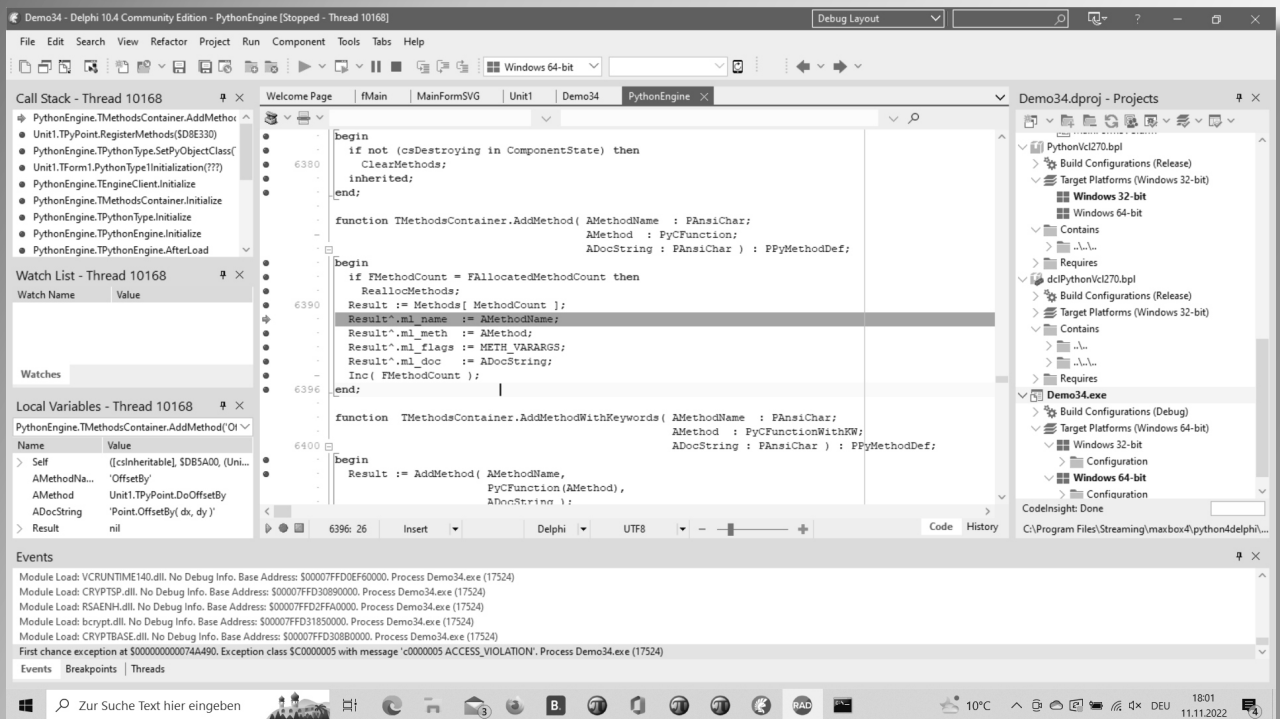 Demo34 - Delphi 10.4 Community Edition - PythonEngine [Stopped - Thread 10168]
Debug Layout
File Edit Search View Refactor Project Run Component Tools Tabs Help
Windows 64-bit
Call Stack - Thread 10168
PythonEngine.TMethodsContainer.AddMethod
Unit1.TPyPoint.RegisterMethods($D8E330)
PythonEngine.TPythonType.SetPyObjectClass(
Unit1.TForm1.PythonType1Initialization(???)
PythonEngine.TEngineClient.Initialize
PythonEngine.TMethodsContainer.Initialize
PythonEngine.TPythonType.Initialize
PythonEngine.TPythonEngine.Initialize
PythonEngine.TPythonEngine.AfterLoad
Watch List - Thread 10168
Watch Name Value
Watches
Local Variables - Thread 10168
PythonEngine.TMethodsContainer.AddMethod('Of
Name Value
Self ([csInheritable], $DB5A00, (Uni...
AMethodNa... 'OffsetBy'
AMethod Unit1.TPyPoint.DoOffsetBy
ADocString 'Point.OffsetBy( dx, dy )'
Result nil
Welcome Page fMain MainFormSVG Unit1 Demo34 PythonEngine
begin
if not (csDestroying in ComponentState) then
6380 ClearMethods;
inherited;
end;
function TMethodsContainer.AddMethod( AMethodName : PAnsiChar;
AMethod : PyCFunction;
ADocString : PAnsiChar ) : PPyMethodDef;
begin
if FMethodCount = FAllocatedMethodCount then
ReallocMethods;
6390 Result := Methods[ MethodCount ];
Result^.ml_name := AMethodName;
Result^.ml_meth := AMethod;
Result^.ml_flags := METH_VARARGS;
Result^.ml_doc := ADocString;
Inc( FMethodCount );
6396 end;
function TMethodsContainer.AddMethodWithKeywords( AMethodName : PAnsiChar;
AMethod : PyCFunctionWithKW;
6400 ADocString : PAnsiChar ) : PPyMethodDef;
begin
Result := AddMethod( AMethodName,
PyCFunction(AMethod),
ADocString );
6396: 26 Insert Delphi UTF8 Code History
Demo34.dproj - Projects
PythonVcl270.bpl
Build Configurations (Release)
Target Platforms (Windows 32-bit)
Windows 32-bit
Windows 64-bit
Contains
..\..\..
Requires
dclPythonVcl270.bpl
Build Configurations (Release)
Target Platforms (Windows 32-bit)
Contains
..\..
..\..\..
Requires
Demo34.exe
Build Configurations (Debug)
Target Platforms (Windows 64-bit)
Windows 32-bit
Configuration
Windows 64-bit
Configuration
CodeInsight: Done
C:\Program Files\Streaming\maxbox4\python4delphi\...
Events
Module Load: VCRUNTIME140.dll. No Debug Info. Base Address: $00007FFD0EF60000. Process Demo34.exe (17524)
Module Load: CRYPTSP.dll. No Debug Info. Base Address: $00007FFD30890000. Process Demo34.exe (17524)
Module Load: RSAENH.dll. No Debug Info. Base Address: $00007FFD2FFA0000. Process Demo34.exe (17524)
Module Load: bcrypt.dll. No Debug Info. Base Address: $00007FFD31850000. Process Demo34.exe (17524)
Module Load: CRYPTBASE.dll. No Debug Info. Base Address: $00007FFD308B0000. Process Demo34.exe (17524)
First chance exception at $000000000074A490. Exception class $C0000005 with message 'c0000005 ACCESS_VIOLATION'. Process Demo34.exe (17524)
Events Breakpoints Threads
Zur Suche Text hier eingeben
3
B.
RAD
10°C
DEU
18:01
11.11.2022
4